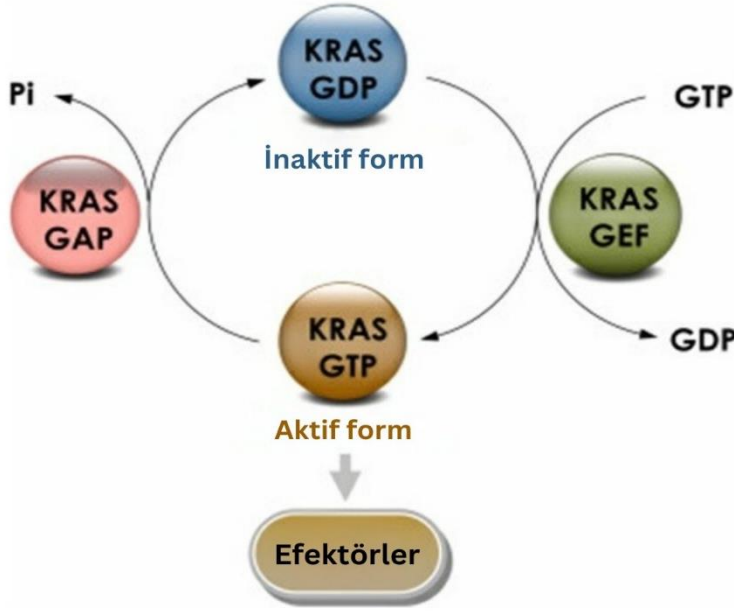 KRAS
GDP
Pi
GTP
İnaktif form
KRAS
GAP
KRAS
GEF
KRAS
GTP
GDP
Aktif form
Efektörler